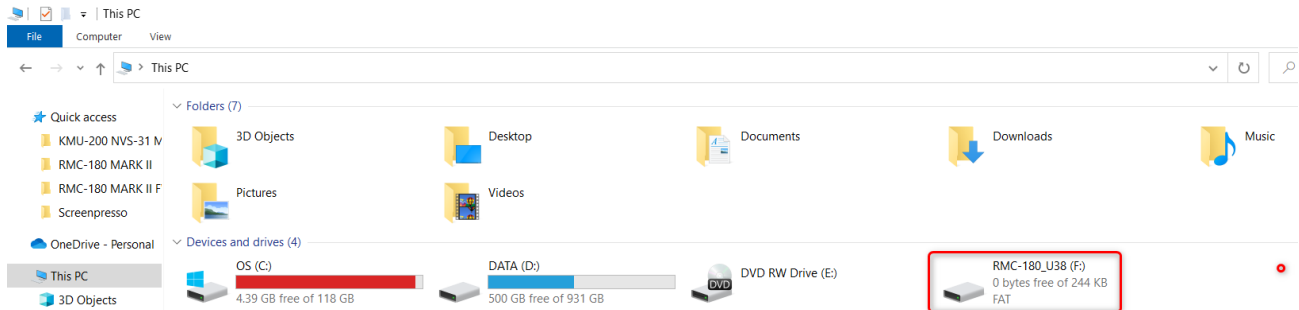 This PC
File Computer View
This PC
Quick access
KMU-200 NVS-31 M
RMC-180 MARK II
RMC-180 MARK II F
Screenpresso
OneDrive - Personal
This PC
3D Objects
Folders (7)
3D Objects Desktop Documents Downloads Music
Pictures Videos
Devices and drives (4)
OS (C:)
4.39 GB free of 118 GB
DATA (D:)
500 GB free of 931 GB
DVD RW Drive (E:)
DVD
RMC-180_U38 (F:)
0 bytes free of 244 KB
FAT